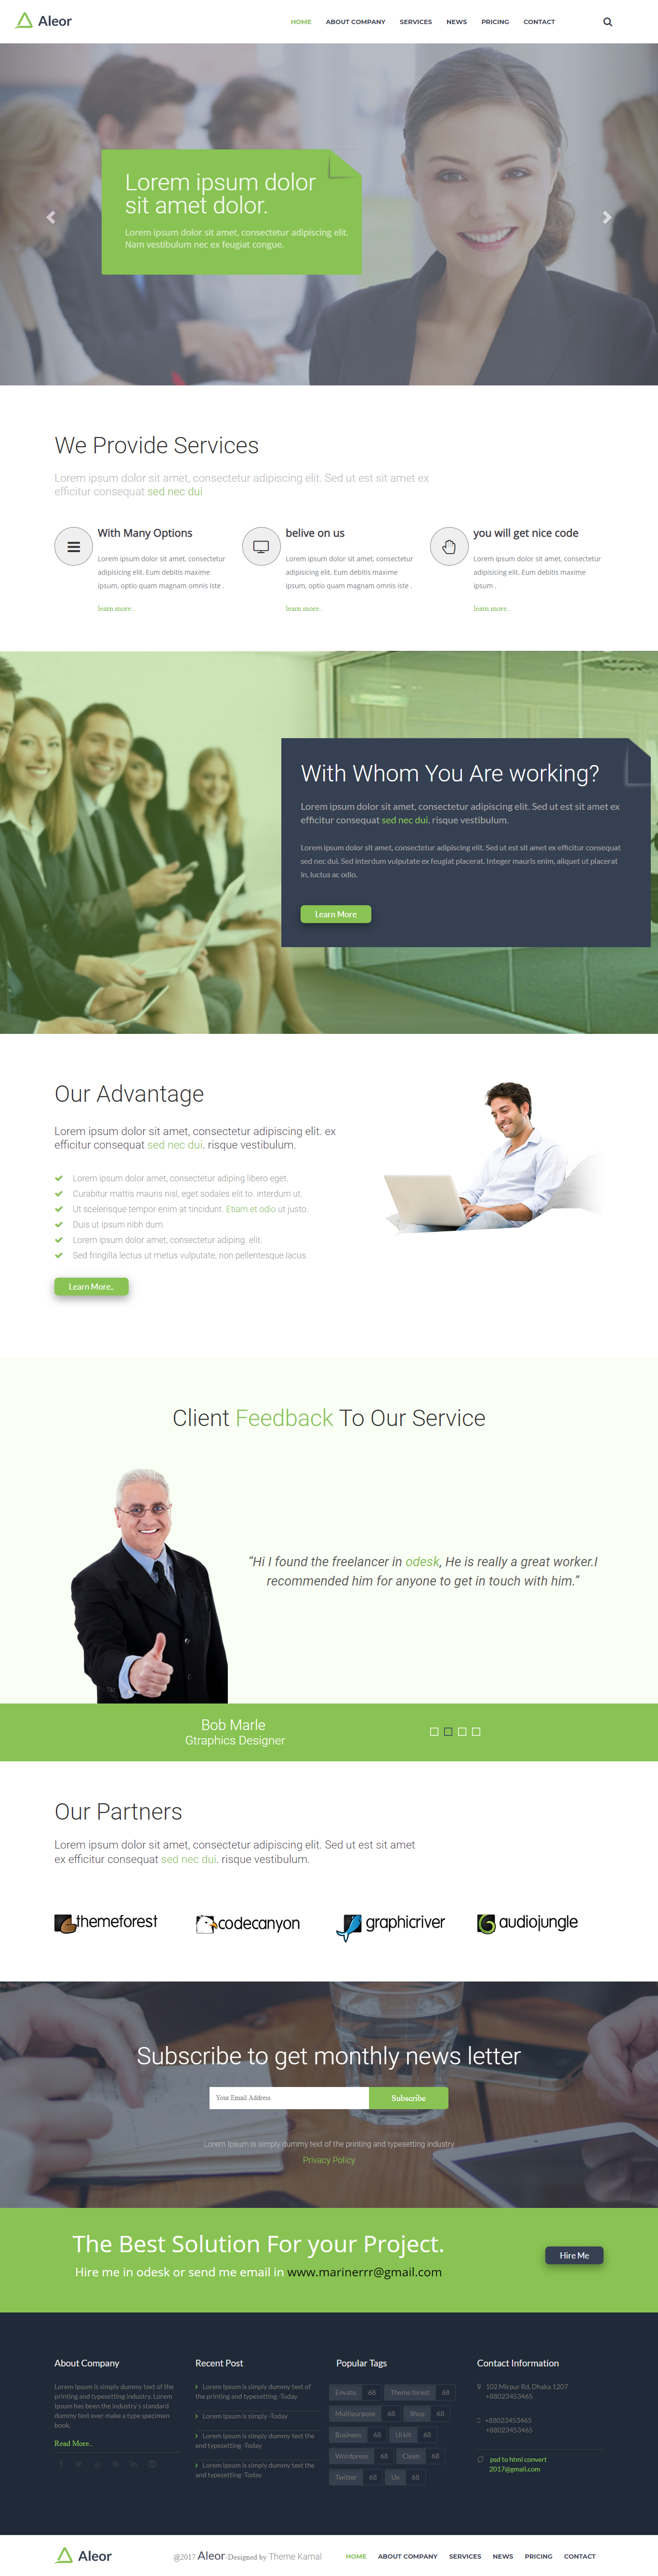 Aleor
HOME ABOUT COMPANY SERVICES NEWS PRICING CONTACT
Lorem ipsum dolor
sit amet dolor.
Lorem ipsum dolor sit amet, consectetur adipiscing elit.
Nam vestibulum nec ex feugiat congue.
We Provide Services
Lorem ipsum dolor sit amet, consectetur adipiscing elit. Sed ut est sit amet ex
efficitur consequat sed nec dui
With Many Options
Lorem ipsum dolor sit amet, consectetur
adipisicing elit. Eum debitis maxime
ipsum, optio quam magnam omnis iste .
learn more..
belive on us
Lorem ipsum dolor sit amet, consectetur
adipisicing elit. Eum debitis maxime
ipsum, optio quam magnam omnis iste .
learn more..
you will get nice code
Lorem ipsum dolor sit amet, consectetur
adipisicing elit. Eum debitis maxime
ipsum .
learn more..
With Whom You Are working?
Lorem ipsum dolor sit amet, consectetur adipiscing elit. Sed ut est sit amet ex
efficitur consequat sed nec dui. risque vestibulum.
Lorem ipsum dolor sit amet, consectetur adipiscing elit. Sed ut est sit amet ex efficitur consequat
sed nec dui. Sed interdum vulputate ex feugiat placerat. Integer mauris enim, aliquet ut placerat
in, luctus ac odio.
Learn More
Our Advantage
Lorem ipsum dolor sit amet, consectetur adipiscing elit. ex
efficitur consequat sed nec dui. risque vestibulum.
Lorem ipsum dolor sit amet, consectetur adiping libero eget.
Curabitur mattis mauris nisl, eget sodales elit to. interdum ut.
Ut scelerisque tempor enim at tincidunt. Etiam et odio ut justo.
Duis ut ipsum nibh dum.
Lorem ipsum dolor sit amet, consectetur adiping. elit.
Sed fringilla lectus ut metus vulputate, non pellentesque lacus.
Learn More..
Client Feedback To Our Service
“Hi I found the freelancer in odesk, He is really a great worker.I
recommended him for anyone to get in touch with him.”
Bob Marle
Gtraphics Designer
Our Partners
Lorem ipsum dolor sit amet, consectetur adipiscing elit. Sed ut est sit amet
ex efficitur consequat sed nec dui. risque vestibulum.
themeforest codecanyon graphicriver audiojungle
Subscribe to get monthly news letter
Your Email Address Subscribe
Lorem Ipsum is simply dummy text of the printing and typesetting industry
Privacy Policy
The Best Solution For your Project.
Hire me in odesk or send me email in www.marinerrr@gmail.com
Hire Me
About Company
Lorem Ipsum is simply dummy text of the
printing and typesetting industry. Lorem
Ipsum has been the industry's standard
dummy text ever make a type specimen
book.
Read More..
Recent Post
Lorem Ipsum is simply dummy text of
the printing and typesetting -Today
Lorem Ipsum is simply -Today
Lorem Ipsum is simply dummy text the
and typesetting -Today
Lorem Ipsum is simply dummy text the
and typesetting -Today
Popular Tags
Envato 68 Theme forest 68
Multipurpose 68 Shop 68
Business 68 Ui kit 68
Wordpress 68 Clean 68
Twitter 68 Ux 68
Contact Information
102 Mirpur Rd, Dhaka 1207
+88023453465
+88023453465
+88023453465
psd to html convert
2017@gmail.com
Aleor
@2017 Aleor-Designed by Theme Kamal
HOME ABOUT COMPANY SERVICES NEWS PRICING CONTACT